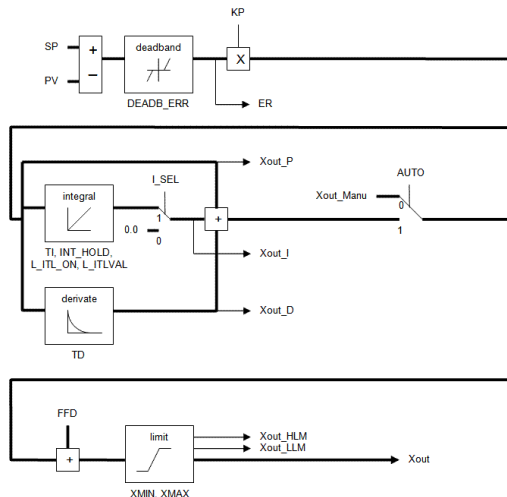 KP
SP
+
deadband
X
PV
−
DEADB_ERR
ER
Xout_P
I_SEL
AUTO
integral
Xout_Manu
0
1
0.0
0
+
1
TI, INT_HOLD,
L_ITL_ON, L_ITLVAL
Xout_I
derivate
Xout_D
TD
FFD
limit
Xout_HLM
Xout_LLM
+
Xout
XMIN, XMAX